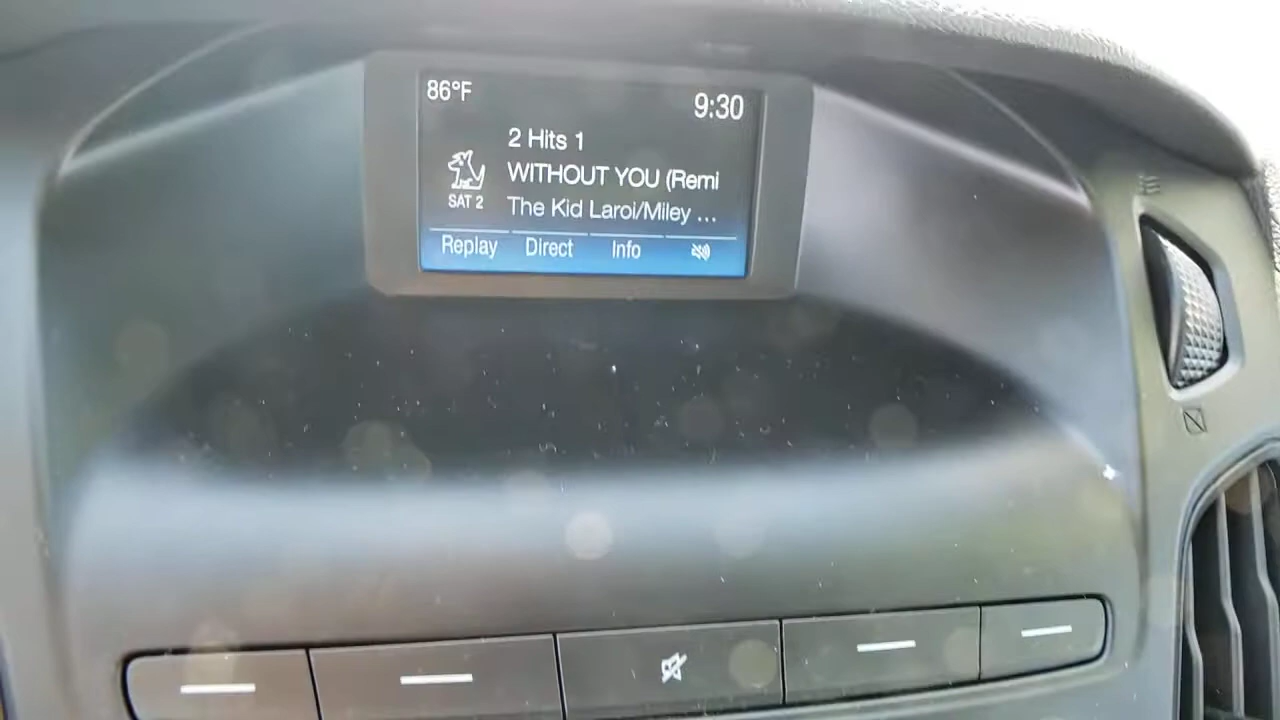 86°F
9:30
2 Hits 1
WITHOUT YOU (Remi
The Kid Laroi/Miley ...
SAT 2
Replay Direct Info